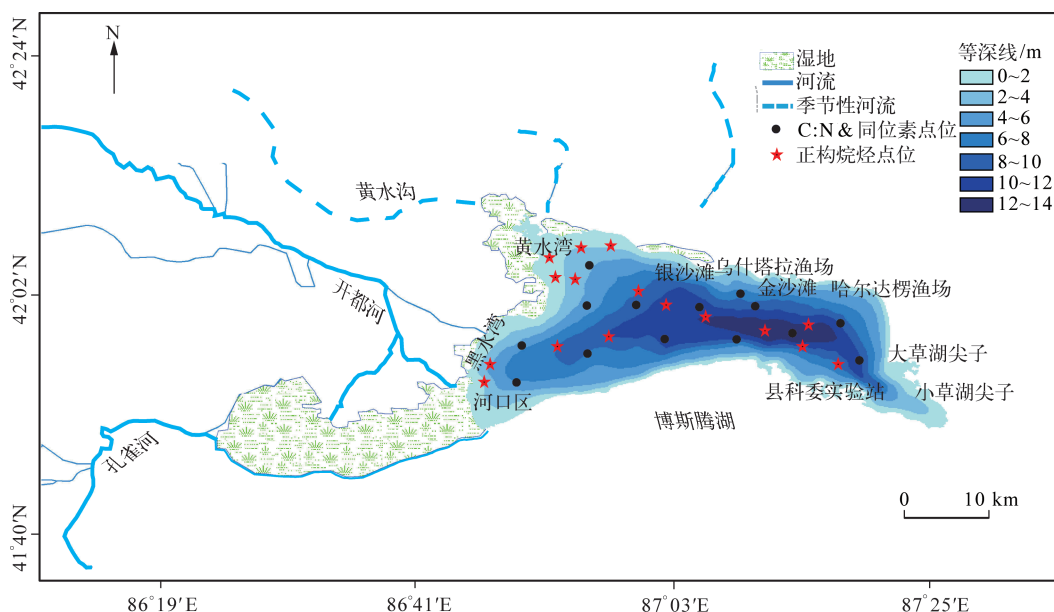 N
湿地
河流
季节性河流
C:N＆同位素点位
正构烷烃点位
等深线/m
0~2
2~4
4~6
6~8
8~10
10~12
12~14
黄水沟
黄水湾
银沙滩
乌什塔拉渔场
金沙滩
哈尔达楞渔场
开都河
黑水湾
大草湖尖子
县科委实验站
小草湖尖子
河口区
博斯腾湖
孔雀河
0 10 km
42°24′N
42°02′N
41°40′N
86°19′E
86°41′E
87°03′E
87°25′E